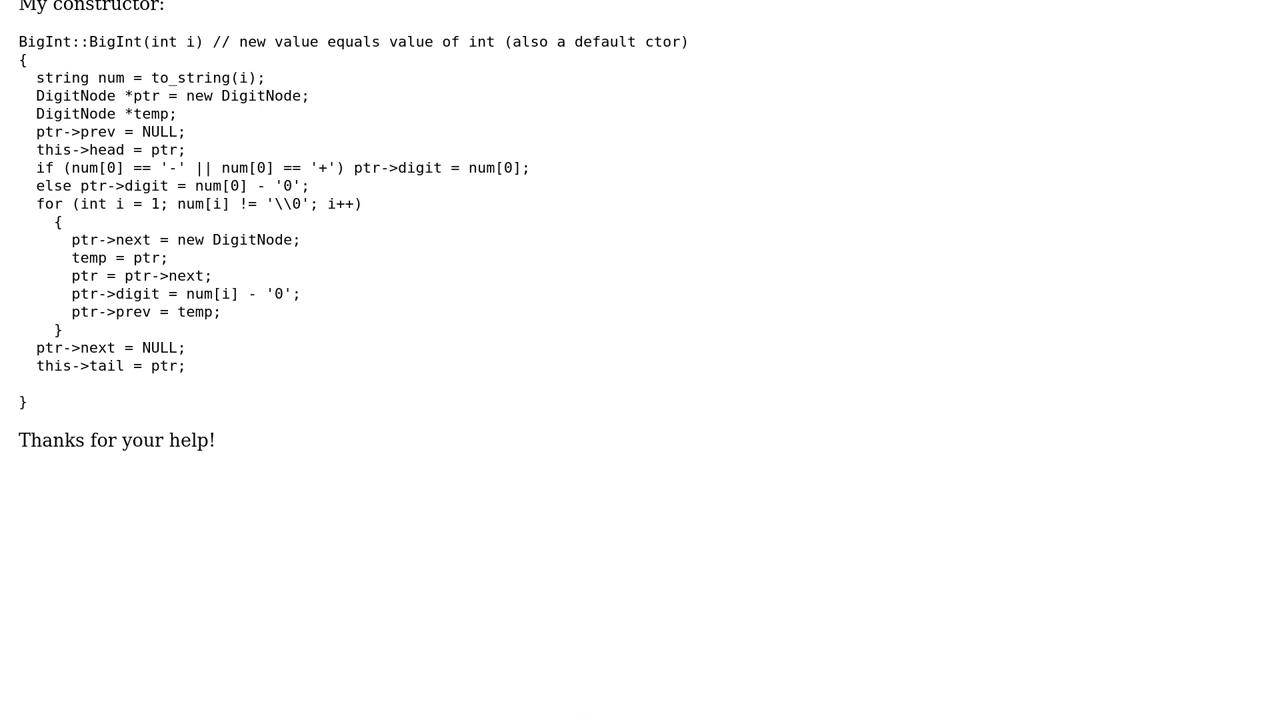 My constructor:
BigInt::BigInt(int i) // new value equals value of int (also a default ctor)
{
  string num = to_string(i);
  DigitNode *ptr = new DigitNode;
  DigitNode *temp;
  ptr->prev = NULL;
  this->head = ptr;
  if (num[0] == '-' || num[0] == '+') ptr->digit = num[0];
  else ptr->digit = num[0] - '0';
  for (int i = 1; num[i] != '\\0'; i++)
    {
      ptr->next = new DigitNode;
      temp = ptr;
      ptr = ptr->next;
      ptr->digit = num[i] - '0';
      ptr->prev = temp;
    }
  ptr->next = NULL;
  this->tail = ptr;
}
Thanks for your help!